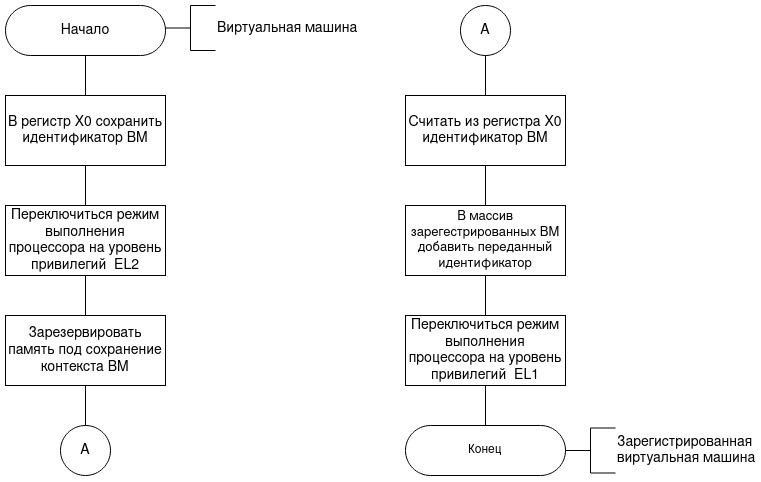 Начало
Виртуальная машина
В регистр X0 сохранить
идентификатор ВМ
Переключиться режим
выполнения
процессора на уровень
привилегий EL2
Зарезервировать
память под сохранение
контекста ВМ
А
А
Считать из регистра X0
идентификатор ВМ
В массив
зарегестрированных ВМ
добавить переданный
идентификатор
Переключиться режим
выполнения
процессора на уровень
привилегий EL1
Конец
Зарегистрированная
виртуальная машина